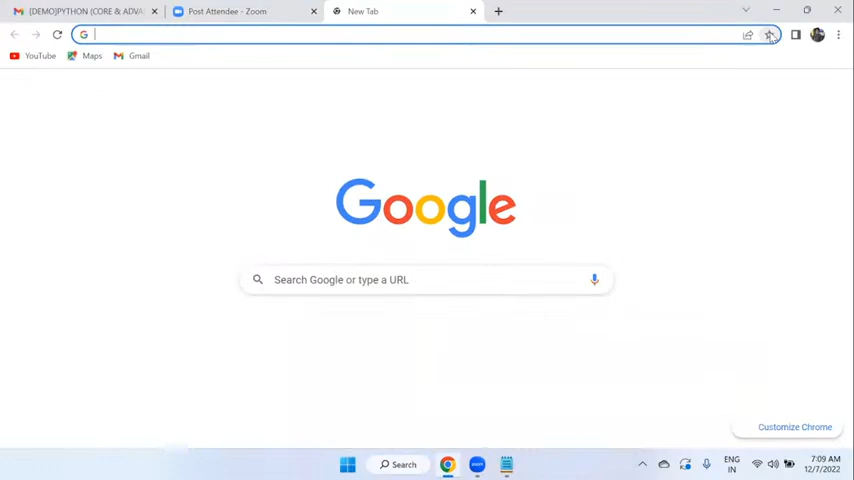 [DEMO]PYTHON (CORE & ADVA
Post Attendee - Zoom
New Tab
YouTube
Maps
Gmail
Google
Search Google or type a URL
Customize Chrome
Search
zoom
ENG
IN
7:09 AM
12/7/2022